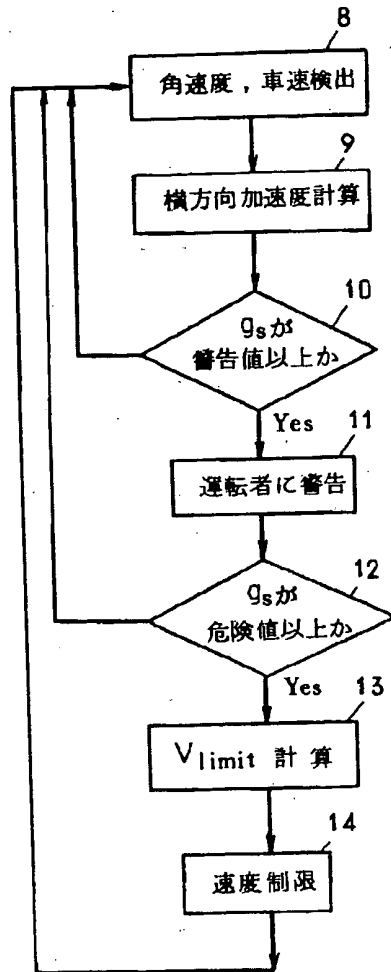 8
角速度，車速検出
9
横方向加速度計算
10
gsが
警告値以上か
Yes
11
運転者に警告
12
gsが
危険値以上か
Yes
13
Vlimit 計算
14
速度制限